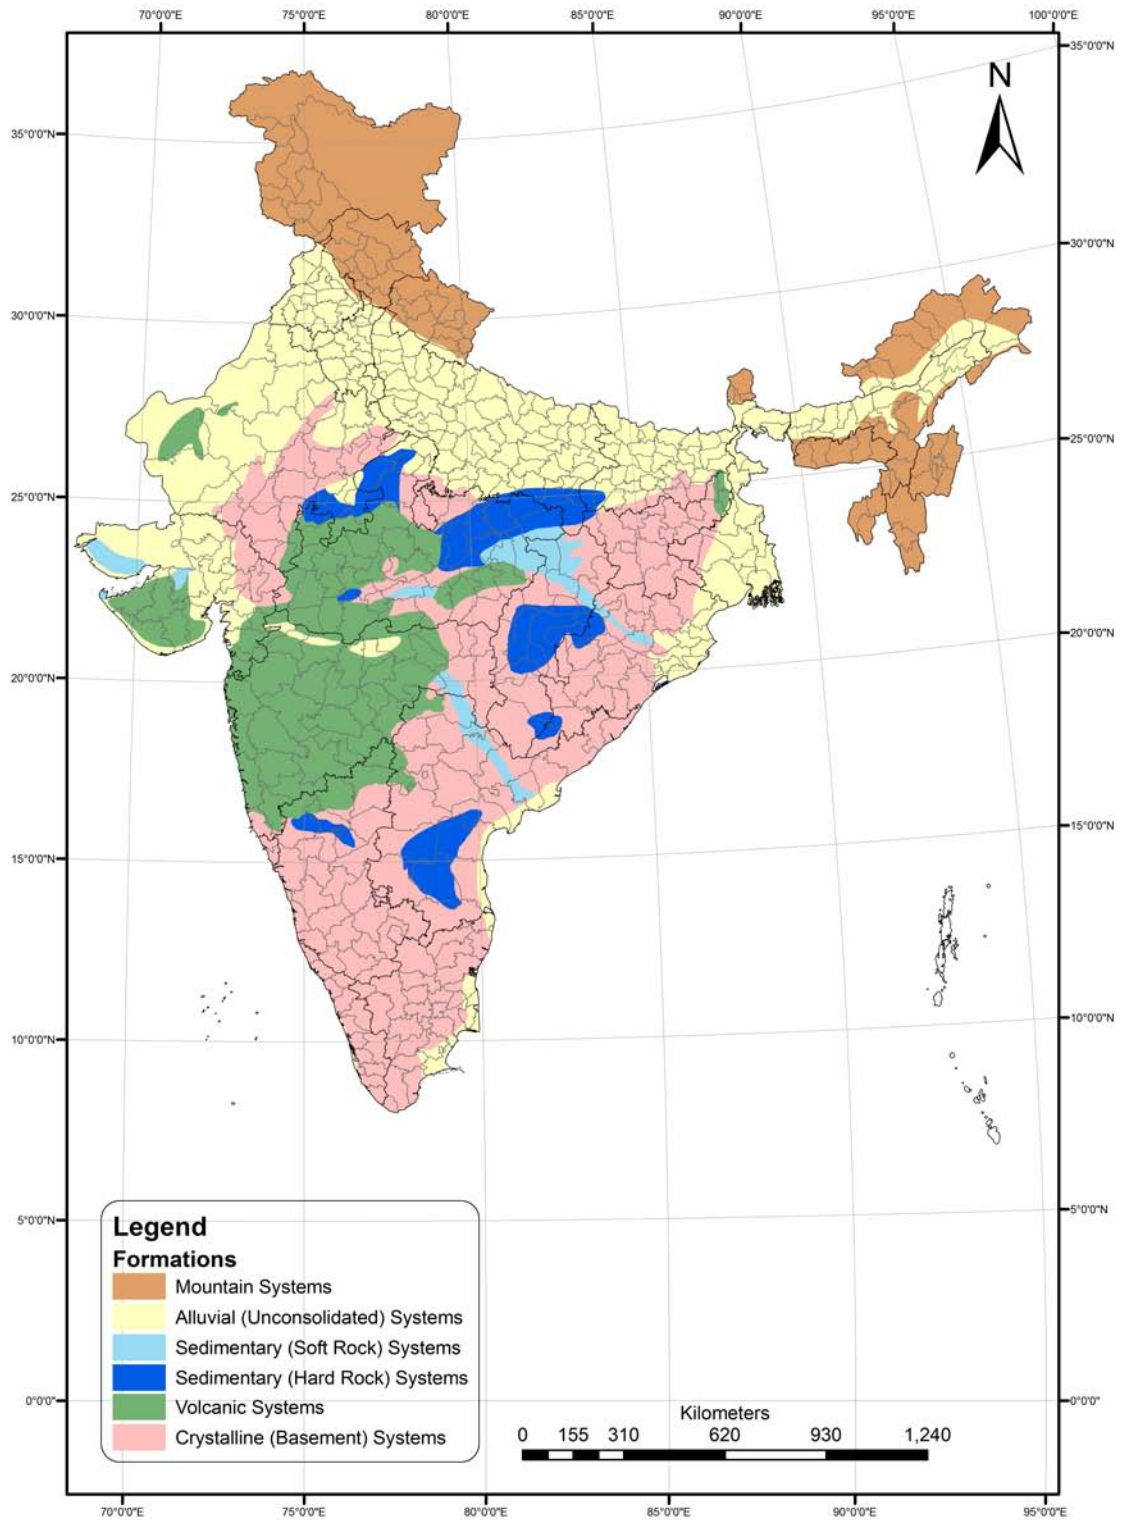 70°0'0"E 75°0'0"E 80°0'0"E 85°0'0"E 90°0'0"E 95°0'0"E 100°0'0"E
35°0'0"N
N
35°0'0"N
30°0'0"N
30°0'0"N
25°0'0"N
25°0'0"N
20°0'0"N
20°0'0"N
15°0'0"N
15°0'0"N
10°0'0"N
10°0'0"N
5°0'0"N
5°0'0"N
Legend
Formations
Mountain Systems
Alluvial (Unconsolidated) Systems
Sedimentary (Soft Rock) Systems
Sedimentary (Hard Rock) Systems
Volcanic Systems
Crystalline (Basement) Systems
0°0'0"
0°0'0"
Kilometers
0 155 310 620 930 1,240
70°0'0"E 75°0'0"E 80°0'0"E 85°0'0"E 90°0'0"E 95°0'0"E